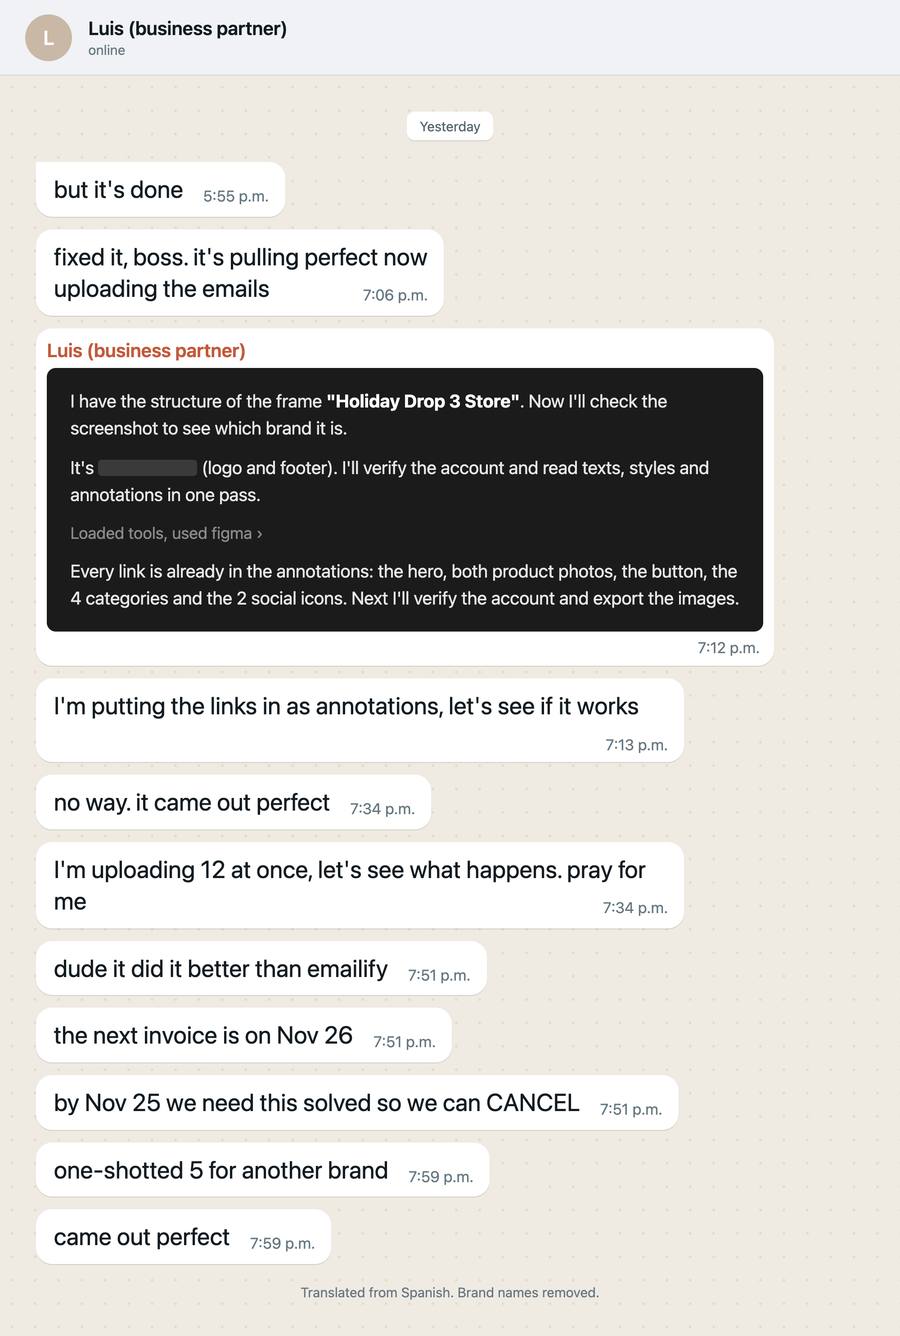 L
Luis (business partner)
online
Yesterday
but it's done 5:55 p.m.
fixed it, boss. it's pulling perfect now
uploading the emails 7:06 p.m.
Luis (business partner)
I have the structure of the frame "Holiday Drop 3 Store". Now I'll check the
screenshot to see which brand it is.
It's (logo and footer). I'll verify the account and read texts, styles and
annotations in one pass.
Loaded tools, used figma ›
Every link is already in the annotations: the hero, both product photos, the button, the
4 categories and the 2 social icons. Next I'll verify the account and export the images.
7:12 p.m.
I'm putting the links in as annotations, let's see if it works
7:13 p.m.
no way. it came out perfect 7:34 p.m.
I'm uploading 12 at once, let's see what happens. pray for
me 7:34 p.m.
dude it did it better than emailify 7:51 p.m.
the next invoice is on Nov 26 7:51 p.m.
by Nov 25 we need this solved so we can CANCEL 7:51 p.m.
one-shotted 5 for another brand 7:59 p.m.
came out perfect 7:59 p.m.
Translated from Spanish. Brand names removed.